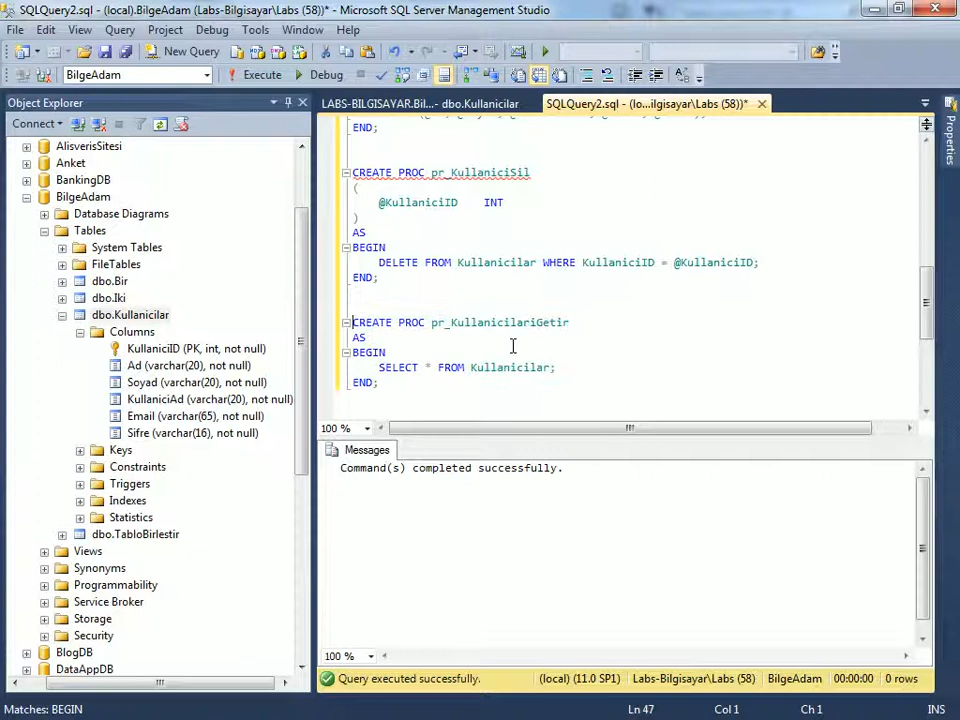 SQLQuery2.sql - (local).BilgeAdam (Labs-Bilgisayar\Labs (58))* - Microsoft SQL Server Management Studio
File Edit View Query Project Debug Tools Window Help
New Query
BilgeAdam Execute Debug
Object Explorer
Connect
AlisverisSitesi
Anket
BankingDB
BilgeAdam
Database Diagrams
Tables
System Tables
FileTables
dbo.Bir
dbo.Iki
dbo.Kullanicilar
Columns
KullaniciID (PK, int, not null)
Ad (varchar(20), not null)
Soyad (varchar(20), not null)
KullaniciAd (varchar(20), not null)
Email (varchar(65), not null)
Sifre (varchar(16), not null)
Keys
Constraints
Triggers
Indexes
Statistics
dbo.TabloBirlestir
Views
Synonyms
Programmability
Service Broker
Storage
Security
BlogDB
DataAppDB
LABS-BILGISAYAR.Bil...- dbo.Kullanicilar
SQLQuery2.sql - (lo...ilgisayar\Labs (58))*
END;
CREATE PROC pr_KullaniciSil
(
@KullaniciID INT
)
AS
BEGIN
DELETE FROM Kullanicilar WHERE KullaniciID = @KullaniciID;
END;
CREATE PROC pr_KullanicilariGetir
AS
BEGIN
SELECT * FROM Kullanicilar;
END;
100 %
Messages
Command(s) completed successfully.
100 %
Query executed successfully. (local) (11.0 SP1) Labs-Bilgisayar\Labs (58) BilgeAdam 00:00:00 0 rows
Properties
Matches: BEGIN Ln 47 Col 1 Ch 1 INS